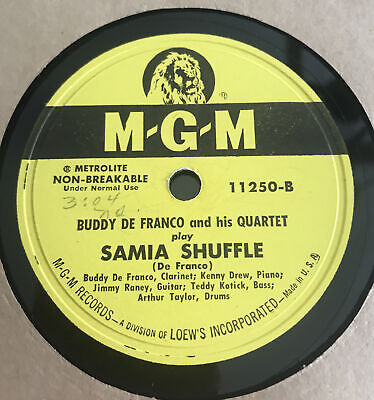 M-G-M
® METROLITE
NON-BREAKABLE
Under Normal Use
11250-B
3:04
BUDDY DE FRANCO and his QUARTET
play
SAMIA SHUFFLE
(De Franco)
Buddy De Franco, Clarinet; Kenny Drew, Piano;
Jimmy Raney, Guitar; Teddy Kotick, Bass;
Arthur Taylor, Drums
M-G-M RECORDS—A DIVISION OF LOEW'S INCORPORATED—Made in U.S.A.